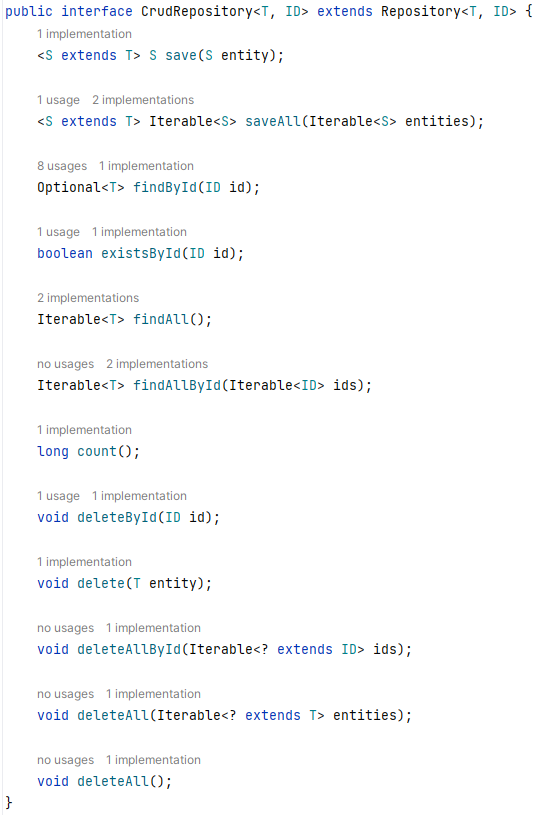 public interface CrudRepository<T, ID> extends Repository<T, ID> {
1 implementation
<S extends T> S save(S entity);
1 usage 2 implementations
<S extends T> Iterable<S> saveAll(Iterable<S> entities);
8 usages 1 implementation
Optional<T> findById(ID id);
1 usage 1 implementation
boolean existsById(ID id);
2 implementations
Iterable<T> findAll();
no usages 2 implementations
Iterable<T> findAllById(Iterable<ID> ids);
1 implementation
long count();
1 usage 1 implementation
void deleteById(ID id);
1 implementation
void delete(T entity);
no usages 1 implementation
void deleteAllById(Iterable<? extends ID> ids);
no usages 1 implementation
void deleteAll(Iterable<? extends T> entities);
no usages 1 implementation
void deleteAll();
}